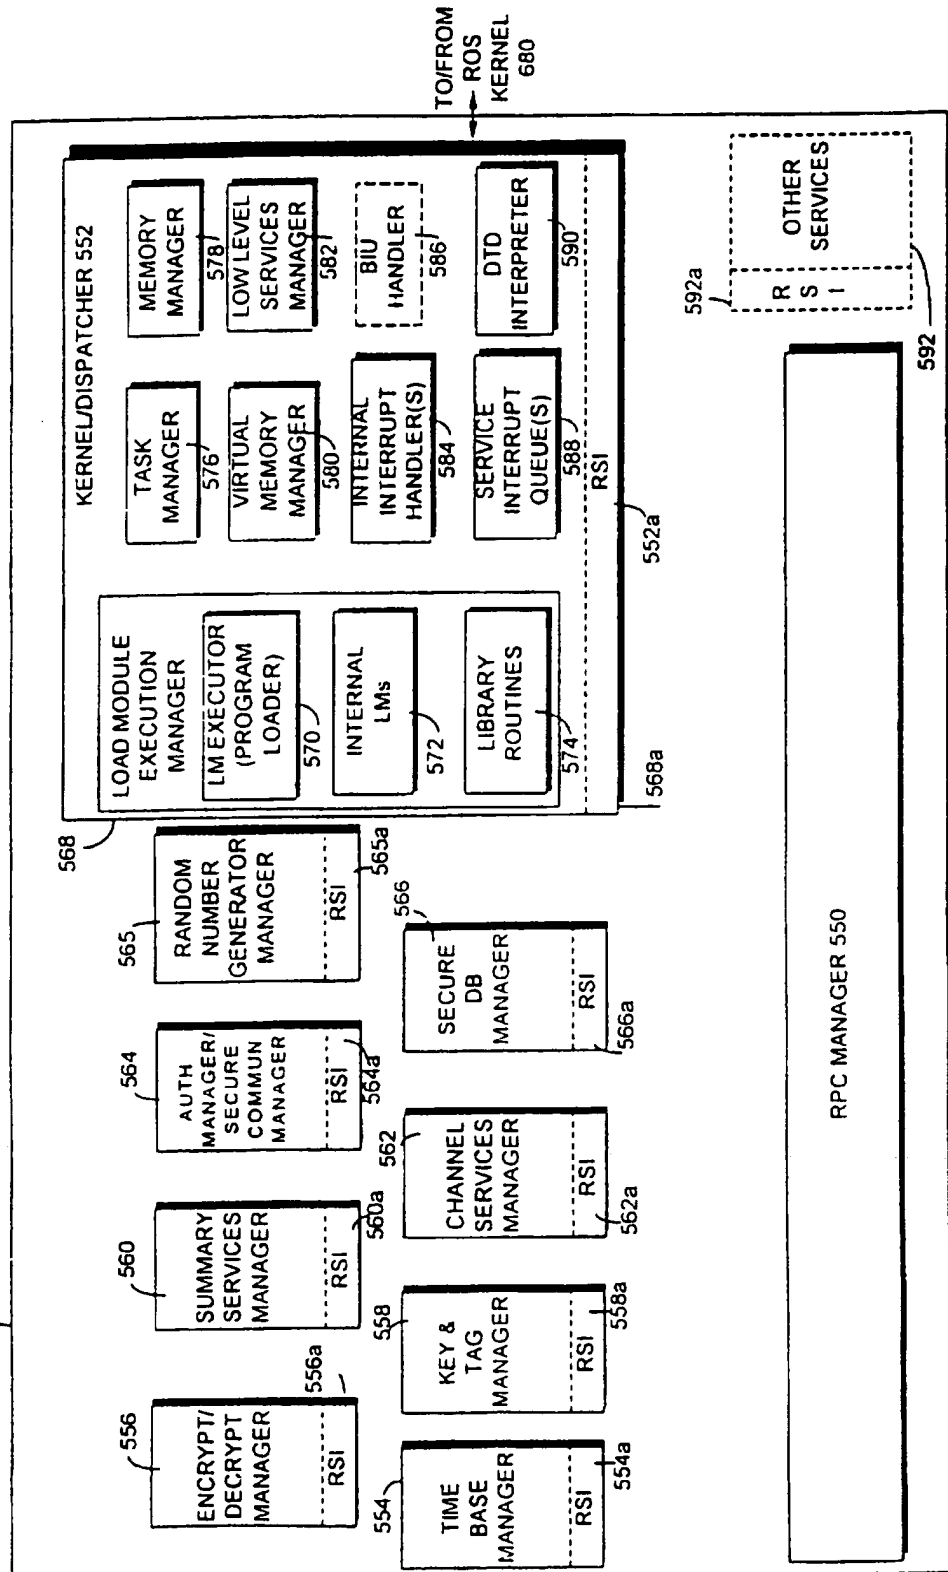 KERNEL/DISPATCHER 552
568
LOAD MODULE
EXECUTION
MANAGER
LM EXECUTOR
(PROGRAM
LOADER)
570
INTERNAL
LMs
572
LIBRARY
ROUTINES
574
568a
TASK
MANAGER
576
MEMORY
MANAGER
578
VIRTUAL
MEMORY
MANAGER
580
LOW LEVEL
SERVICES
MANAGER
582
INTERNAL
INTERRUPT
HANDLER(S)
584
BIU
HANDLER
586
SERVICE
INTERRUPT
QUEUE(S)
588
DTD
INTERPRETER
590
RSI
552a
TO/FROM
ROS
KERNEL
680
556
ENCRYPT/
DECRYPT
MANAGER
RSI
556a
560
SUMMARY
SERVICES
MANAGER
RSI
560a
564
AUTH
MANAGER/
SECURE
COMMUN
MANAGER
RSI
564a
565
RANDOM
NUMBER
GENERATOR
MANAGER
RSI
565a
554
TIME
BASE
MANAGER
RSI
554a
558
KEY &
TAG
MANAGER
RSI
558a
562
CHANNEL
SERVICES
MANAGER
RSI
562a
566
SECURE
DB
MANAGER
RSI
566a
RPC MANAGER 550
592a
R
S
I
OTHER
SERVICES
592